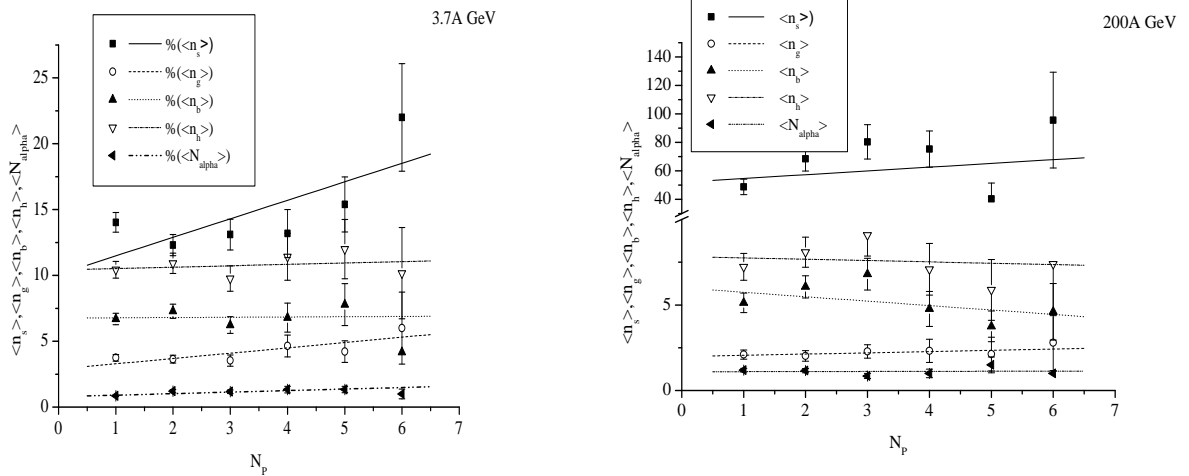 3.7A GeV
%(<n_s>)
%(<n_g>)
%(<n_b>)
%(<n_h>)
%(<N_alpha>)
25
20
15
10
5
0
0 1 2 3 4 5 6 7
<n_s>,<n_g>,<n_b>,<n_h>,<N_alpha>
N_P
200A GeV
<n_s>)
<n_g>
<n_b>
<n_h>
<N_alpha>
140
120
100
80
60
40
5
0
0 1 2 3 4 5 6 7
<n_s>,<n_g>,<n_b>,<n_h>,<N_alpha>
N_P